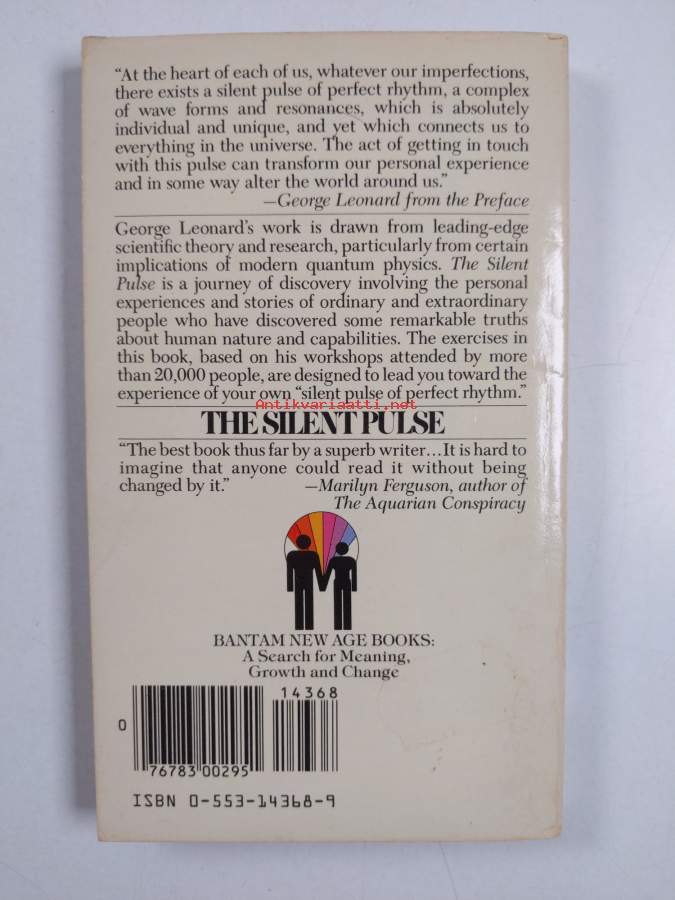 “At the heart of each of us, whatever our imperfections,
there exists a silent pulse of perfect rhythm, a complex
of wave forms and resonances, which is absolutely
individual and unique, and yet which connects us to
everything in the universe. The act of getting in touch
with this pulse can transform our personal experience
and in some way alter the world around us.”
—George Leonard from the Preface
George Leonard’s work is drawn from leading-edge
scientific theory and research, particularly from certain
implications of modern quantum physics. The Silent
Pulse is a journey of discovery involving the personal
experiences and stories of ordinary and extraordinary
people who have discovered some remarkable truths
about human nature and capabilities. The exercises in
this book, based on his workshops attended by more
than 20,000 people, are designed to lead you toward the
experience of your own “silent pulse of perfect rhythm.”
Antikvariaatti.net
THE SILENT PULSE
“The best book thus far by a superb writer...It is hard to
imagine that anyone could read it without being
changed by it.” —Marilyn Ferguson, author of
The Aquarian Conspiracy
BANTAM NEW AGE BOOKS:
A Search for Meaning,
Growth and Change
14368
0
76783 00295
ISBN 0-553-14368-9